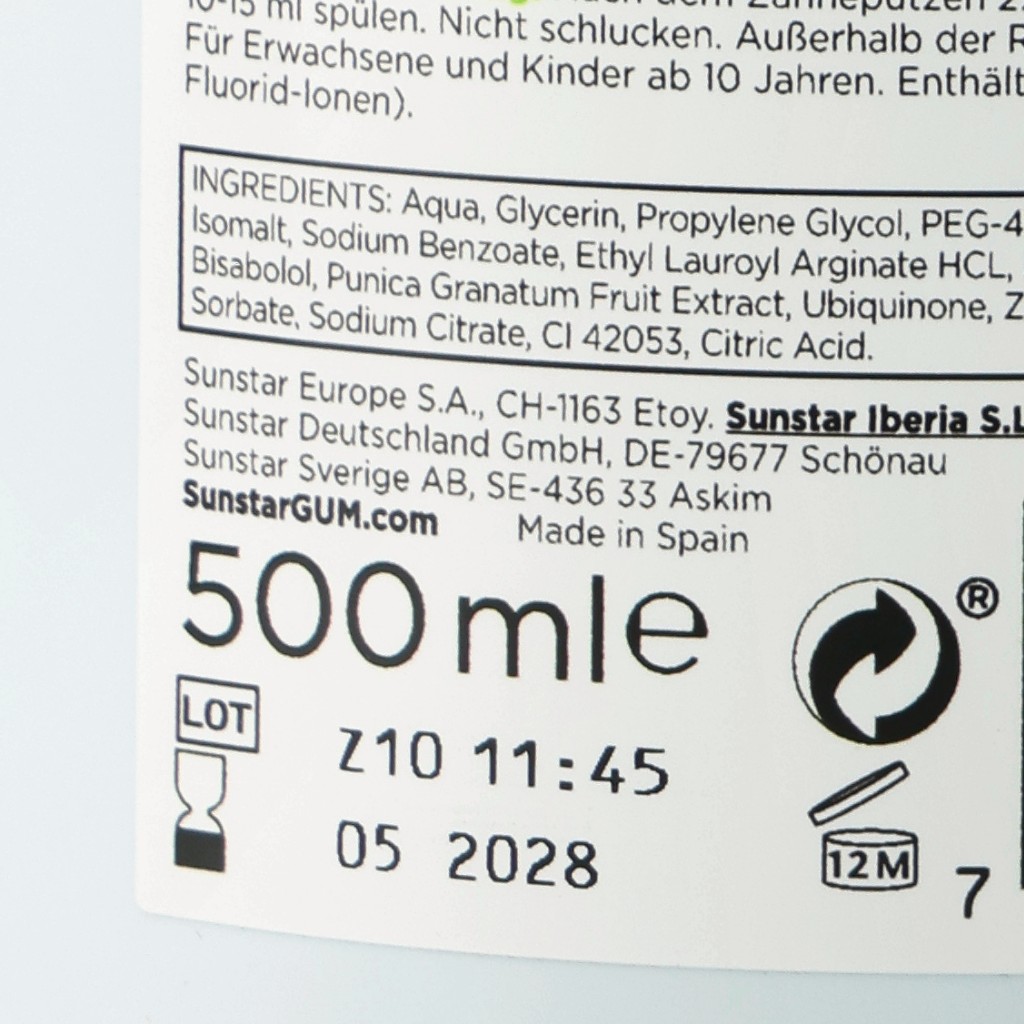 10-15 ml spülen. Nicht schlucken. Außerhalb der R
Für Erwachsene und Kinder ab 10 Jahren. Enthält
Fluorid-Ionen).
INGREDIENTS: Aqua, Glycerin, Propylene Glycol, PEG-4
Isomalt, Sodium Benzoate, Ethyl Lauroyl Arginate HCL,
Bisabolol, Punica Granatum Fruit Extract, Ubiquinone, Z
Sorbate, Sodium Citrate, CI 42053, Citric Acid.
Sunstar Europe S.A., CH-1163 Etoy. Sunstar Iberia S.L
Sunstar Deutschland GmbH, DE-79677 Schönau
Sunstar Sverige AB, SE-436 33 Askim
SunstarGUM.com Made in Spain
500 ml e
®
LOT Z10 11:45
05 2028
12 M
7